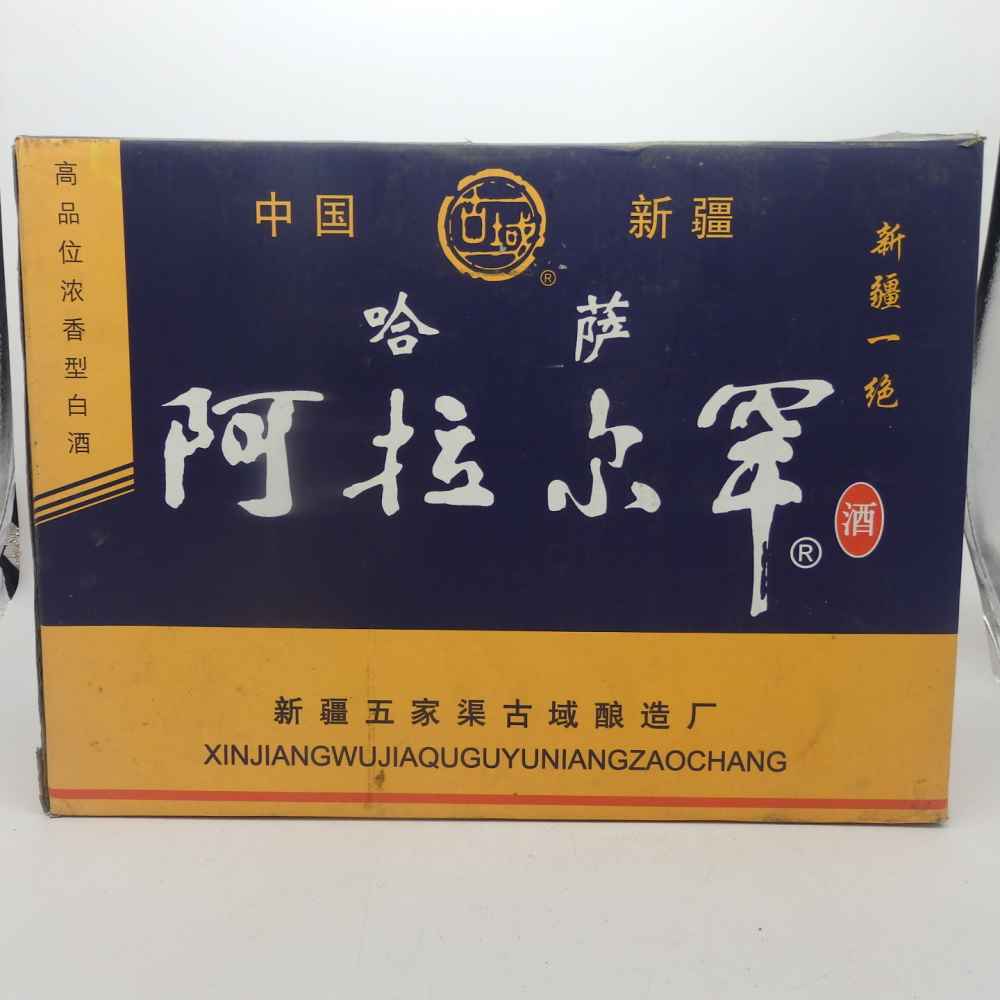 高品位浓香型白酒
中国
古域
®
新疆
新疆一绝
哈萨
阿拉尔罕
®
酒
新疆五家渠古域酿造厂
XINJIANGWUJIAQUGUYUNIANGZAOCHANG